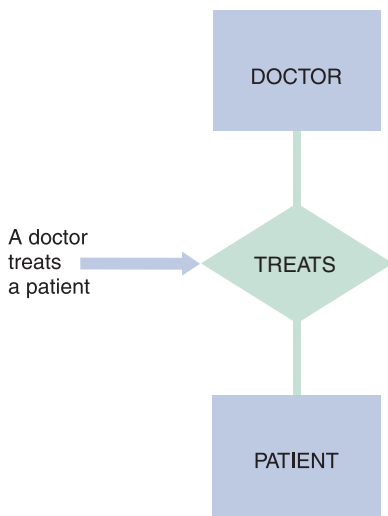 DOCTOR
A doctor
treats
a patient
TREATS
PATIENT